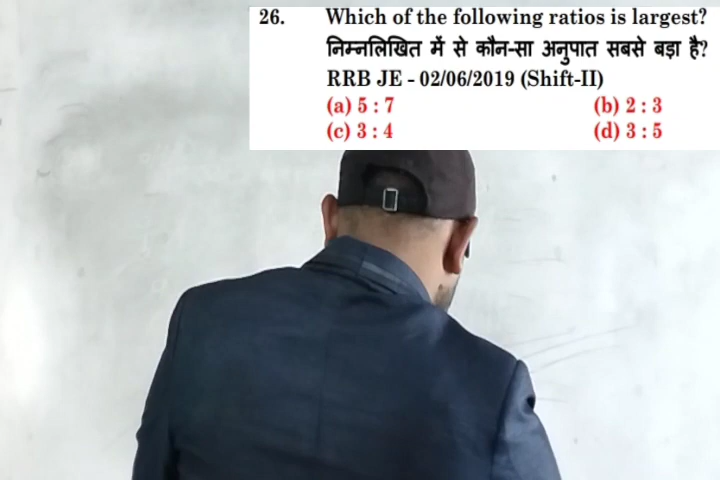 26. Which of the following ratios is largest?
निम्नलिखित में से कौन-सा अनुपात सबसे बड़ा है?
RRB JE - 02/06/2019 (Shift-II)
(a) 5 : 7 (b) 2 : 3
(c) 3 : 4 (d) 3 : 5